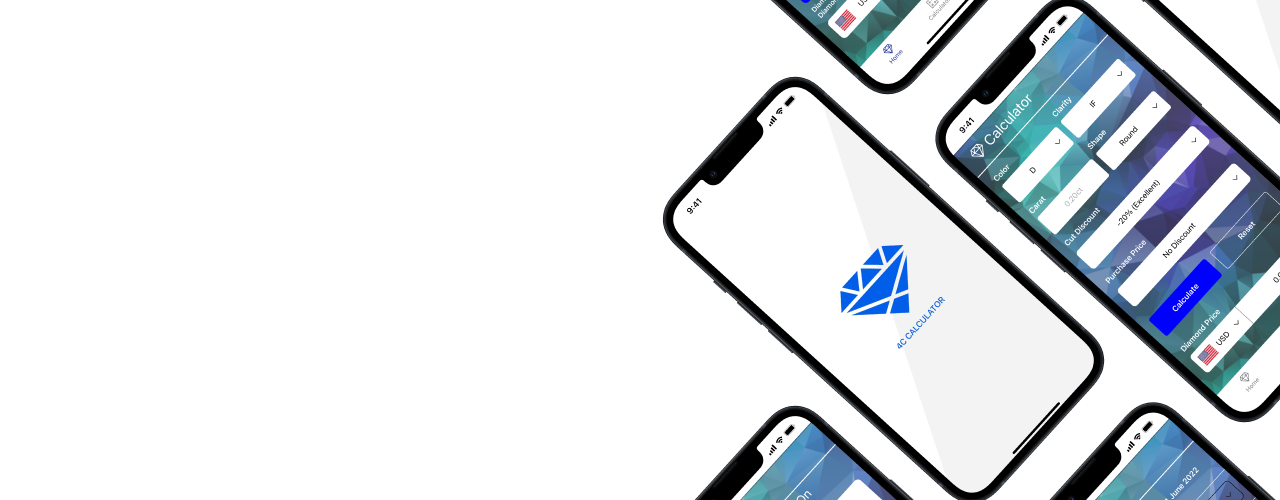 US
Calculator
Home
9:41
4C CALCULATOR
9:41
Calculator
Color
Clarity
D
IF
Carat
Shape
0.20ct
Round
Cut Discount
-20% (Excellent)
Purchase Price
No Discount
Calculate
Reset
Diamond Price
USD
0.0
Home
On
June 2022